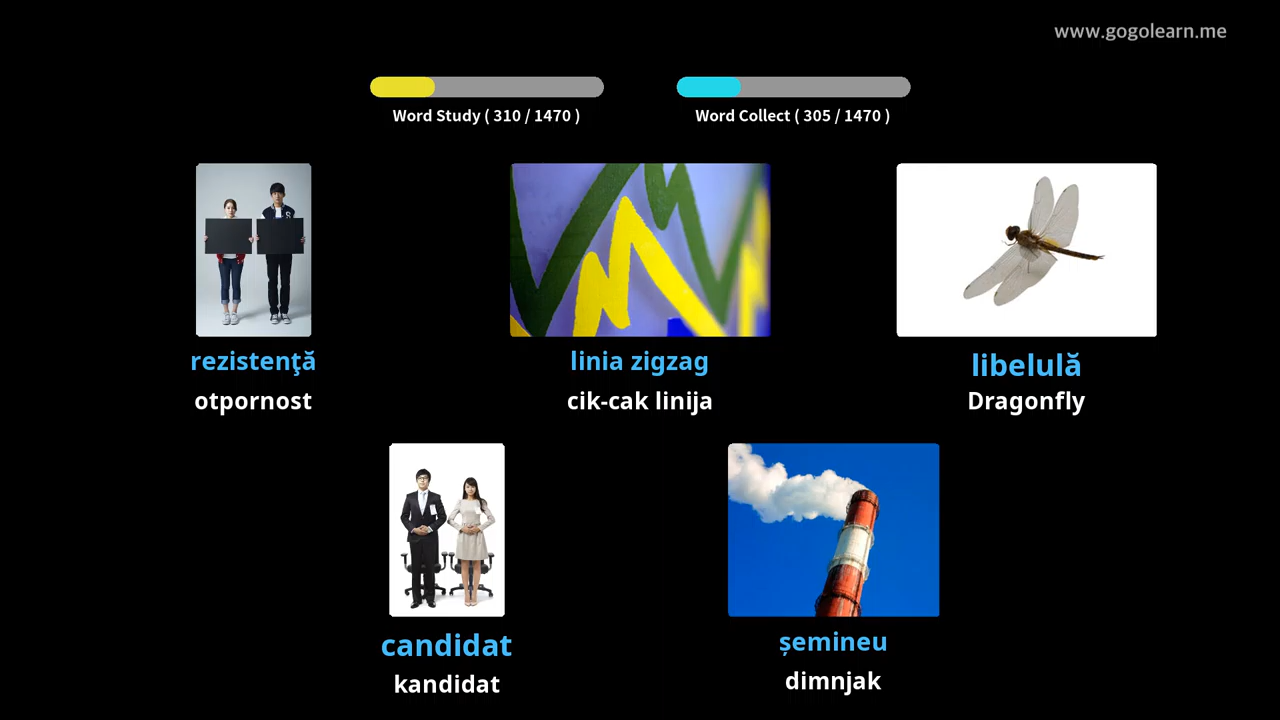 www.gogolearn.me
Word Study ( 310 / 1470 )
Word Collect ( 305 / 1470 )
rezistenţă
otpornost
linia zigzag
cik-cak linija
libelulă
Dragonfly
candidat
kandidat
șemineu
dimnjak